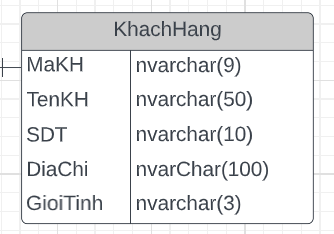 KhachHang
MaKH nvarchar(9)
TenKH nvarchar(50)
SDT nvarchar(10)
DiaChi nvarChar(100)
GioiTinh nvarchar(3)